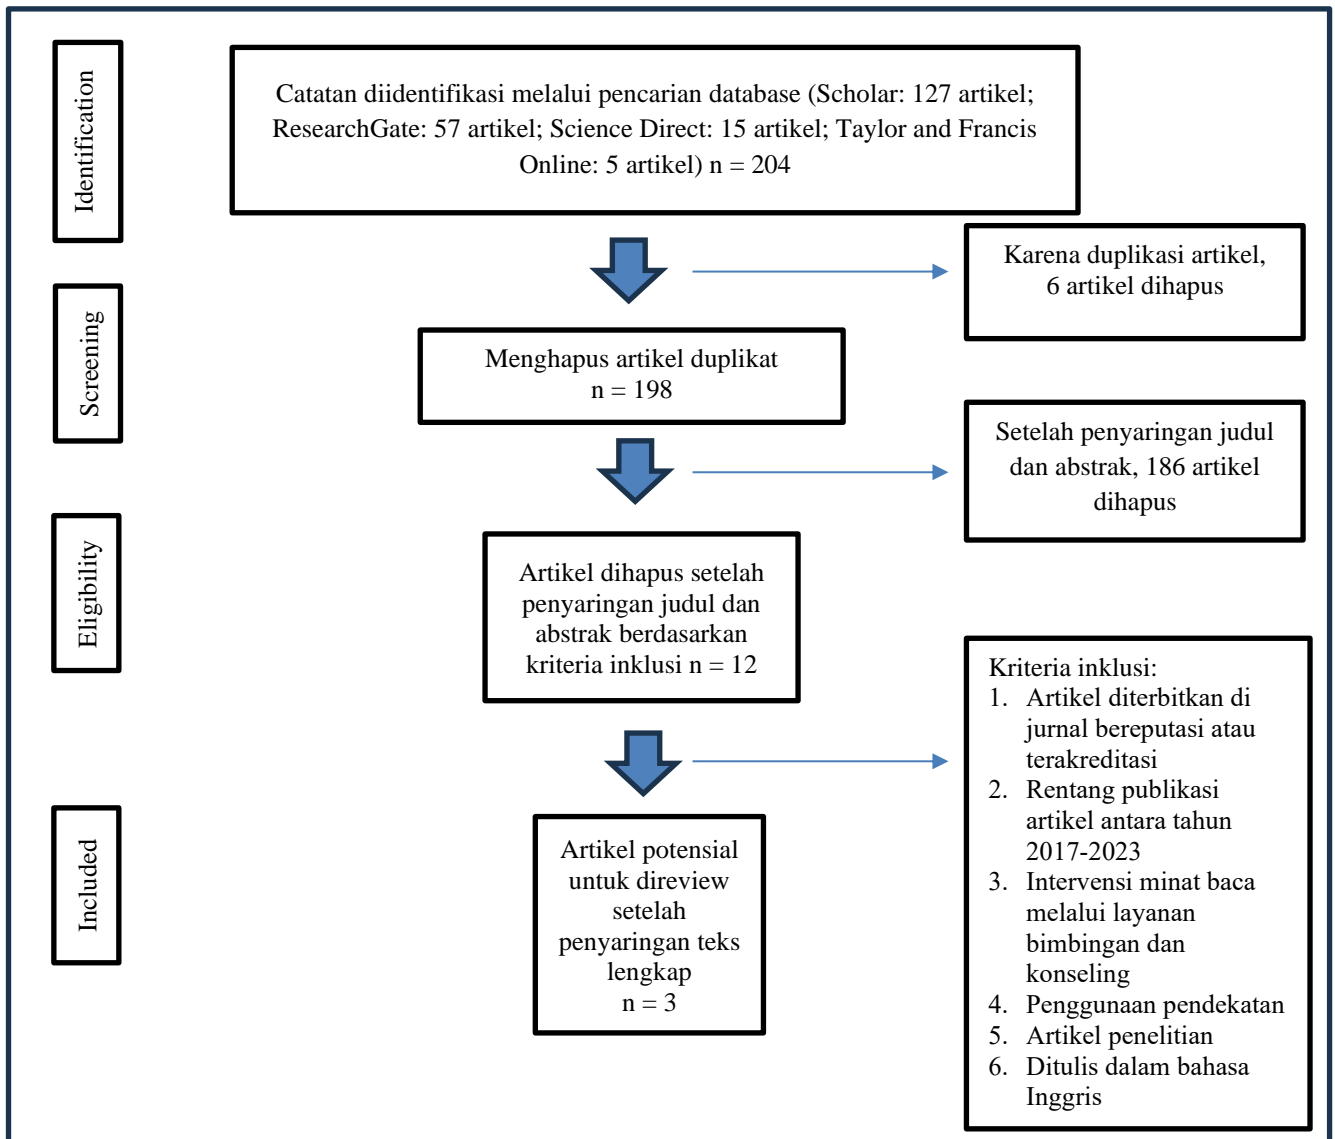 Identification
Catatan diidentifikasi melalui pencarian database (Scholar: 127 artikel;
ResearchGate: 57 artikel; Science Direct: 15 artikel; Taylor and Francis
Online: 5 artikel) n = 204
Karena duplikasi artikel,
6 artikel dihapus
Screening
Menghapus artikel duplikat
n = 198
Setelah penyaringan judul
dan abstrak, 186 artikel
dihapus
Eligibility
Artikel dihapus setelah
penyaringan judul dan
abstrak berdasarkan
kriteria inklusi n = 12
Kriteria inklusi:
1. Artikel diterbitkan di
jurnal bereputasi atau
terakreditasi
2. Rentang publikasi
artikel antara tahun
2017-2023
3. Intervensi minat baca
melalui layanan
bimbingan dan
konseling
4. Penggunaan pendekatan
5. Artikel penelitian
6. Ditulis dalam bahasa
Inggris
Included
Artikel potensial
untuk direview
setelah
penyaringan teks
lengkap
n = 3